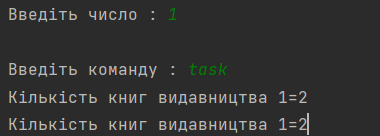 Введіть число : 1
Введіть команду : task
Кількість книг видавництва 1=2
Кількість книг видавництва 1=2